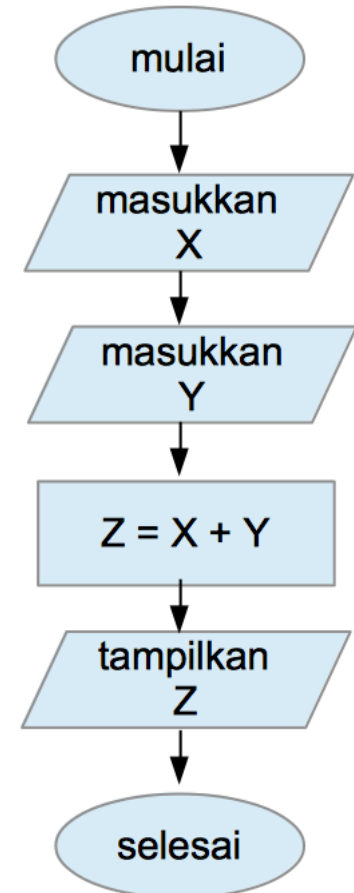 mulai
masukkan
X
masukkan
Y
Z = X + Y
tampilkan
Z
selesai